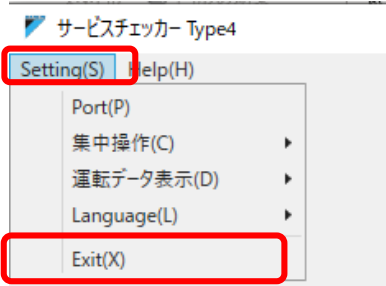 サービスチェッカー Type4
Setting(S) Help(H)
Port(P)
集中操作(C)
運転データ表示(D)
Language(L)
Exit(X)